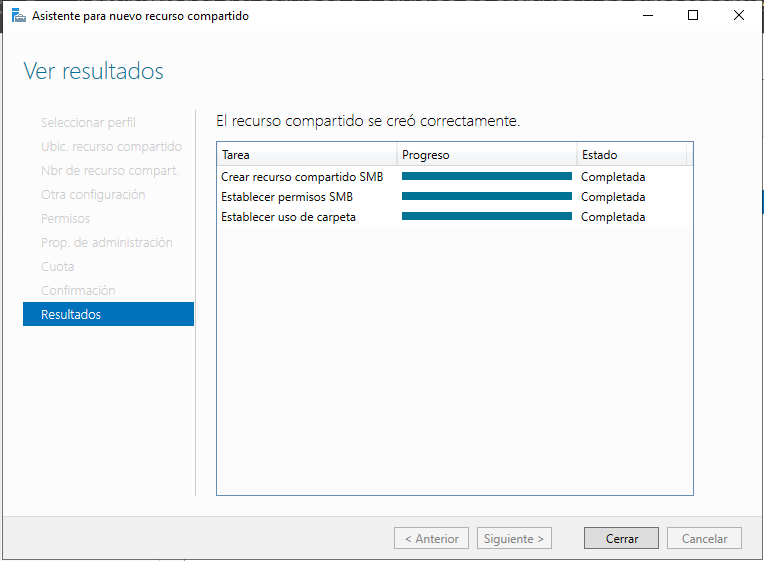 Asistente para nuevo recurso compartido
Ver resultados
Seleccionar perfil
Ubic. recurso compartido
Nbr de recurso compart.
Otra configuración
Permisos
Prop. de administración
Cuota
Confirmación
Resultados
El recurso compartido se creó correctamente.
Tarea Progreso Estado
Crear recurso compartido SMB Completada
Establecer permisos SMB Completada
Establecer uso de carpeta Completada
< Anterior Siguiente > Cerrar Cancelar